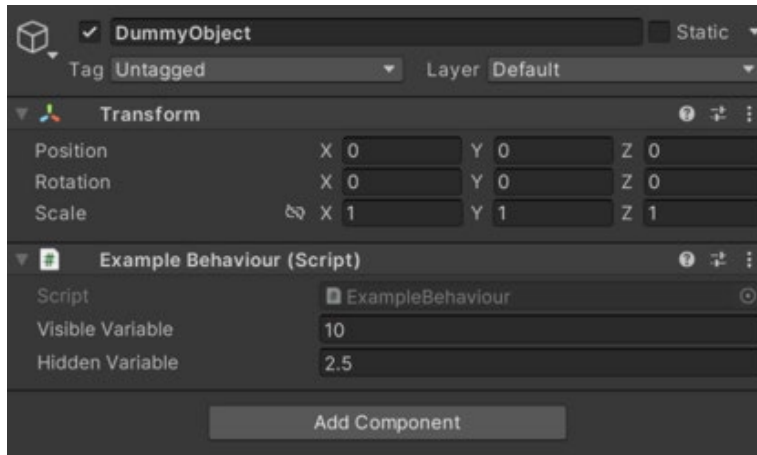 DummyObject Static
Tag Untagged Layer Default
Transform
Position X 0 Y 0 Z 0
Rotation X 0 Y 0 Z 0
Scale X 1 Y 1 Z 1
# Example Behaviour (Script)
Script ExampleBehaviour
Visible Variable 10
Hidden Variable 2.5
Add Component